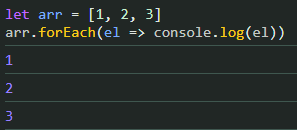 let arr = [1, 2, 3]
arr.forEach(el => console.log(el))
1
2
3